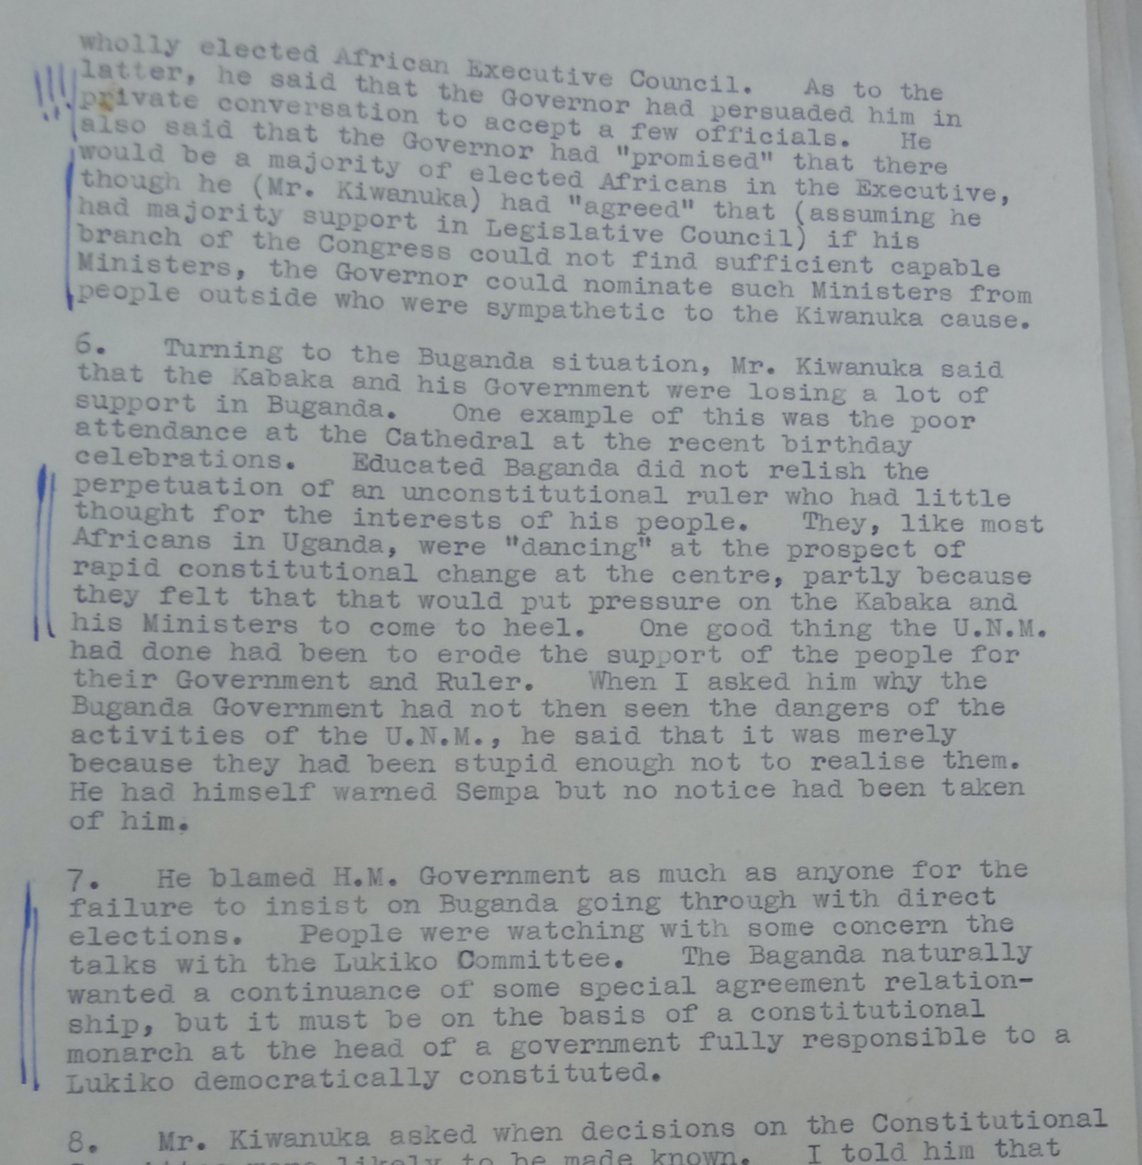 wholly elected African Executive Council. As to the
latter, he said that the Governor had persuaded him in
private conversation to accept a few officials. He
also said that the Governor had "promised" that there
would be a majority of elected Africans in the Executive,
though he (Mr. Kiwanuka) had "agreed" that (assuming he
had majority support in Legislative Council) if his
branch of the Congress could not find sufficient capable
Ministers, the Governor could nominate such Ministers from
people outside who were sympathetic to the Kiwanuka cause.
6. Turning to the Buganda situation, Mr. Kiwanuka said
that the Kabaka and his Government were losing a lot of
support in Buganda. One example of this was the poor
attendance at the Cathedral at the recent birthday
celebrations. Educated Baganda did not relish the
perpetuation of an unconstitutional ruler who had little
thought for the interests of his people. They, like most
Africans in Uganda, were "dancing" at the prospect of
rapid constitutional change at the centre, partly because
they felt that that would put pressure on the Kabaka and
his Ministers to come to heel. One good thing the U.N.M.
had done had been to erode the support of the people for
their Government and Ruler. When I asked him why the
Buganda Government had not then seen the dangers of the
activities of the U.N.M., he said that it was merely
because they had been stupid enough not to realise them.
He had himself warned Sempa but no notice had been taken
of him.
7. He blamed H.M. Government as much as anyone for the
failure to insist on Buganda going through with direct
elections. People were watching with some concern the
talks with the Lukiko Committee. The Baganda naturally
wanted a continuance of some special agreement relation-
ship, but it must be on the basis of a constitutional
monarch at the head of a government fully responsible to a
Lukiko democratically constituted.
8. Mr. Kiwanuka asked when decisions on the Constitutional
were likely to be made known. I told him that